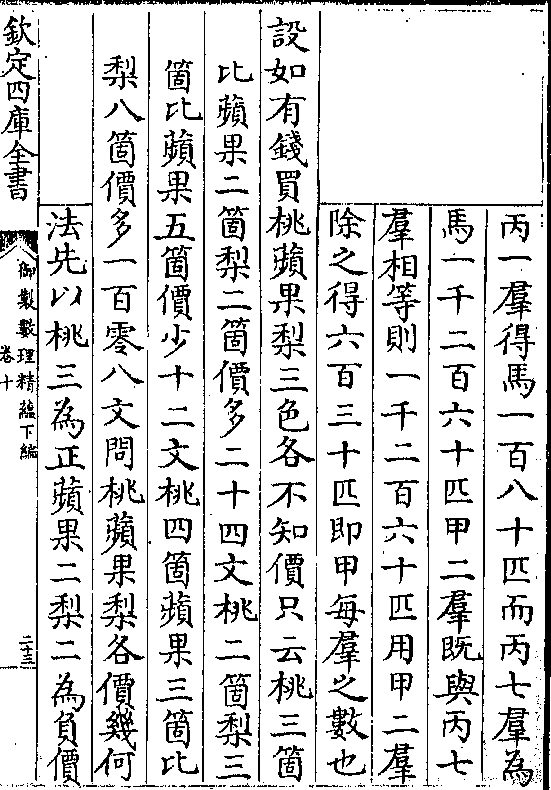 丙一羣得馬一百八十匹而丙七羣為
馬一千二百六十匹甲二羣既與丙七
羣相等則一千二百六十匹用甲二羣
除之得六百三十匹即甲每羣之數也
設如有錢買桃蘋果梨三色各不知價只云桃三箇
比蘋果二箇梨二箇價多二十四文桃二箇梨三
箇比蘋果五箇價少十二文桃四箇蘋果三箇比
梨八箇價多一百零八文問桃蘋果梨各價幾何
法先以桃三為正蘋果二梨二為負價
欽定四庫全書
御製數理精蘊下編
卷十
二十三